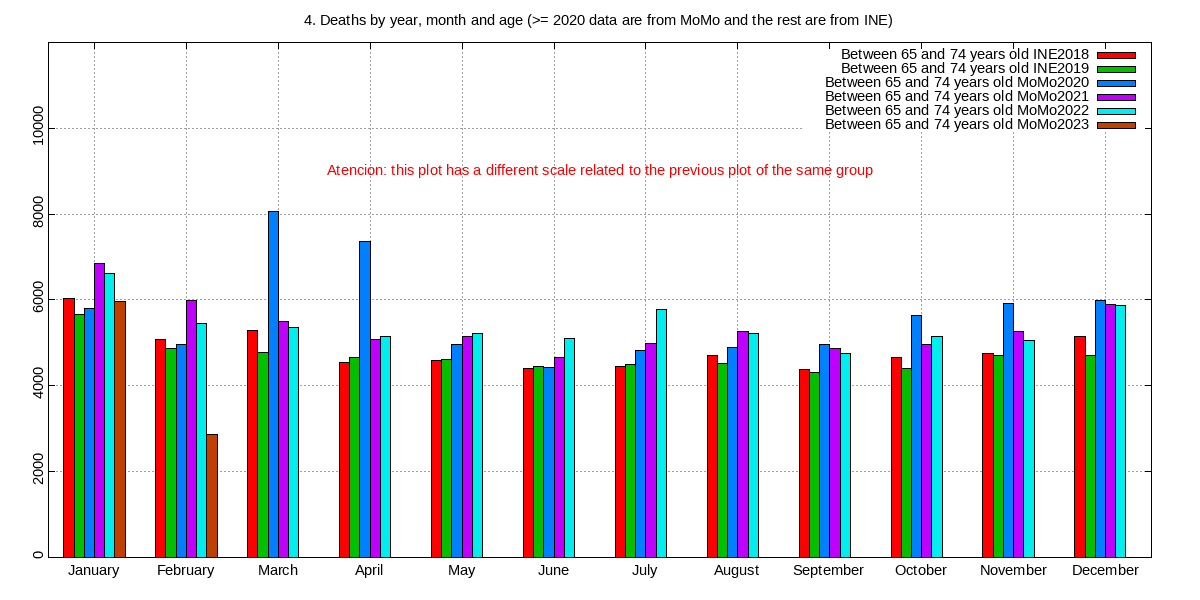 4. Deaths by year, month and age (>= 2020 data are from MoMo and the rest are from INE)
Between 65 and 74 years old INE2018
Between 65 and 74 years old INE2019
Between 65 and 74 years old MoMo2020
Between 65 and 74 years old MoMo2021
Between 65 and 74 years old MoMo2022
Between 65 and 74 years old MoMo2023
Atencion: this plot has a different scale related to the previous plot of the same group
10000
8000
6000
4000
2000
0
January February March April May June July August September October November December